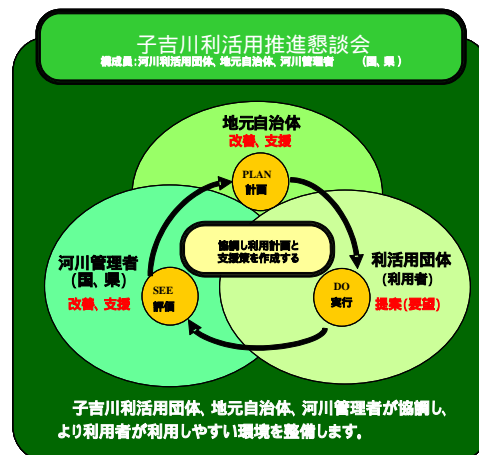 子吉川利活用推進懇談会
構成員:河川利活用団体、地元自治体、河川管理者 (国、県)
地元自治体
改善、支援
PLAN
計画
協調し利用計画と
支援策を作成する
河川管理者
(国、県)
改善、支援
SEE
評価
利活用団体
(利用者)
提案(要望)
DO
実行
子吉川利活用団体、地元自治体、河川管理者が協調し、
より利用者が利用しやすい環境を整備します。